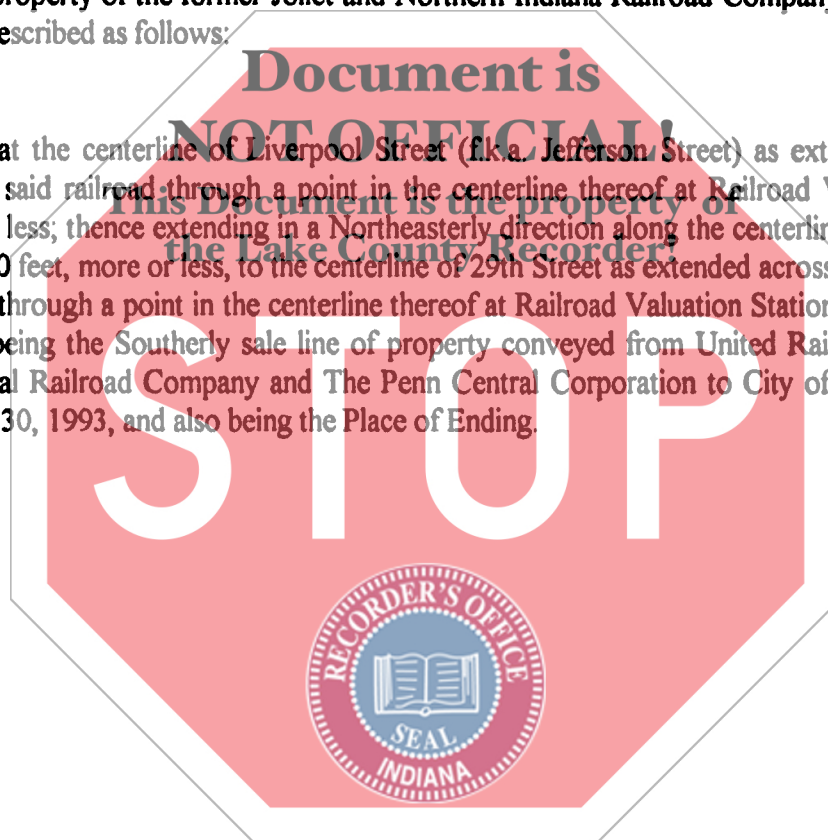 property of the former Joliet and Northern Indiana Railroad Company
escribed as follows:
Document is
NOT OFFICIAL!
at the centerline of Liverpool Street (f.k.a. Jefferson Street) as ext
said railroad through a point in the centerline thereof at Railroad V
This Document is the property of
less; thence extending in a Northeasterly direction along the centerlin
the Lake County Recorder!
0 feet, more or less, to the centerline of 29th Street as extended across
through a point in the centerline thereof at Railroad Valuation Station
being the Southerly sale line of property conveyed from United Rai
al Railroad Company and The Penn Central Corporation to City of
30, 1993, and also being the Place of Ending.
STOP
RECORDER'S OFFICE
SEAL
INDIANA